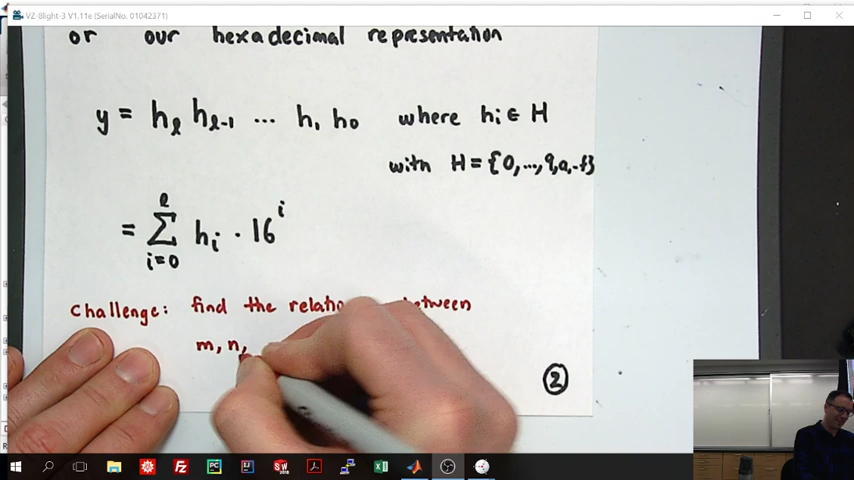 VZ-8light-3 V1.11e (SerialNo. 01042371)
or our hexadecimal representation
y = hℓ hℓ-1 ... h1 h0 where hi ∈ H
with H = {0,...,9,a,-f}
= ℓ∑i=0 hi · 16^i
Challenge: find the between
m, n,
2